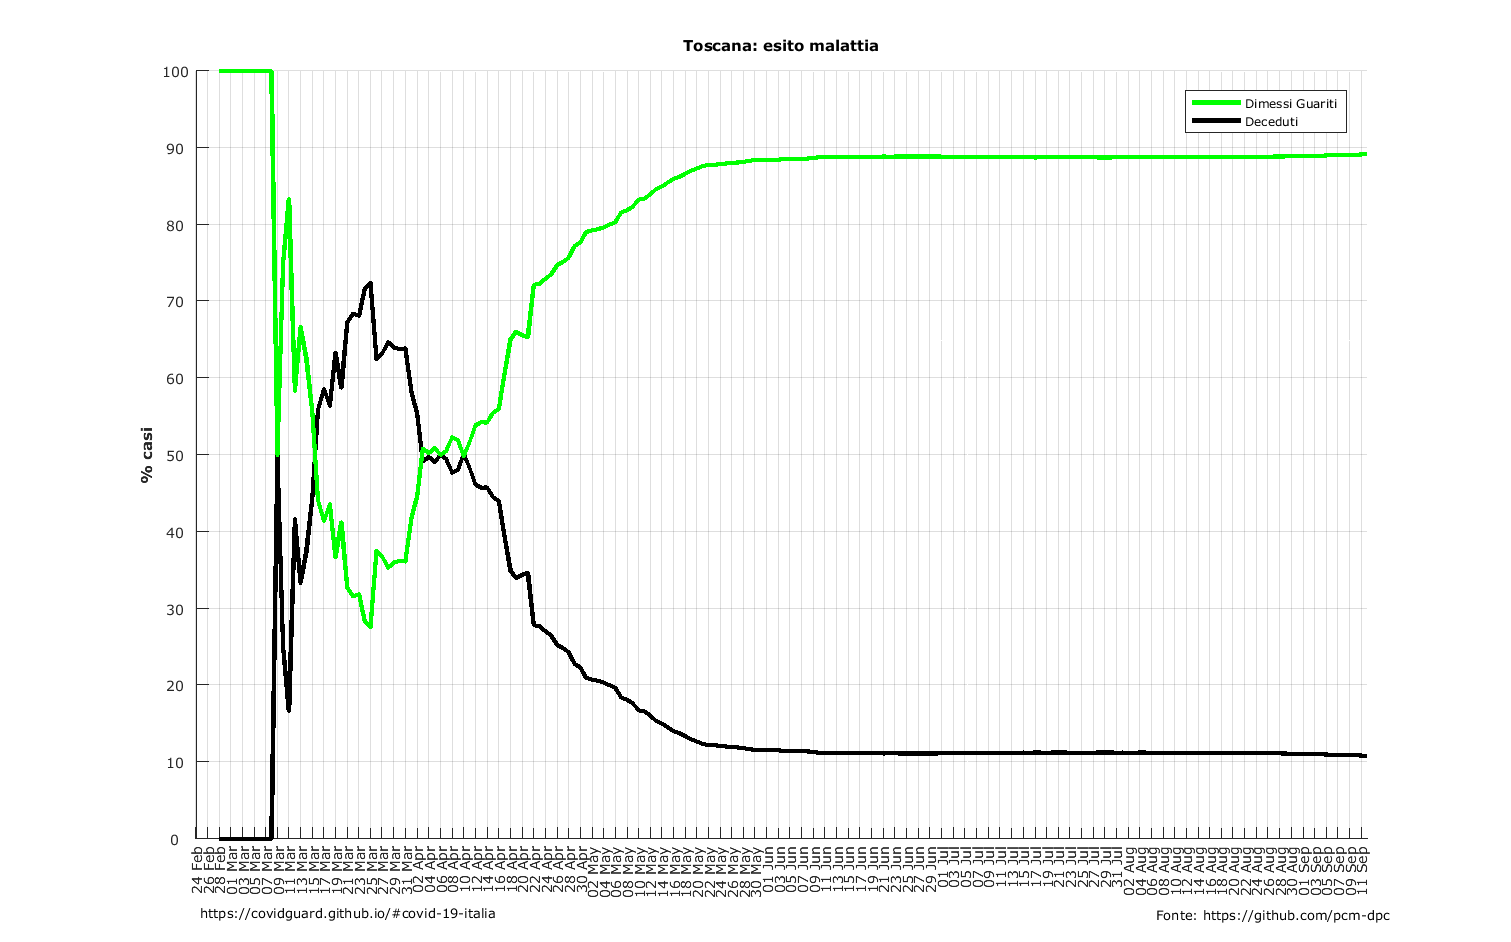 Toscana: esito malattia
100
90
80
70
60
50
40
30
20
10
0
% casi
Dimessi Guariti
Deceduti
24 Feb
26 Feb
28 Feb
01 Mar
03 Mar
05 Mar
07 Mar
09 Mar
11 Mar
13 Mar
15 Mar
17 Mar
19 Mar
21 Mar
23 Mar
25 Mar
27 Mar
29 Mar
31 Mar
02 Apr
04 Apr
06 Apr
08 Apr
10 Apr
12 Apr
14 Apr
16 Apr
18 Apr
20 Apr
22 Apr
24 Apr
26 Apr
28 Apr
30 Apr
02 May
04 May
06 May
08 May
10 May
12 May
14 May
16 May
18 May
20 May
22 May
24 May
26 May
28 May
30 May
01 Jun
03 Jun
05 Jun
07 Jun
09 Jun
11 Jun
13 Jun
15 Jun
17 Jun
19 Jun
21 Jun
23 Jun
25 Jun
27 Jun
29 Jun
01 Jul
03 Jul
05 Jul
07 Jul
09 Jul
11 Jul
13 Jul
15 Jul
17 Jul
19 Jul
21 Jul
23 Jul
25 Jul
27 Jul
29 Jul
31 Jul
02 Aug
04 Aug
06 Aug
08 Aug
10 Aug
12 Aug
14 Aug
16 Aug
18 Aug
20 Aug
22 Aug
24 Aug
26 Aug
28 Aug
30 Aug
01 Sep
03 Sep
05 Sep
07 Sep
09 Sep
11 Sep
https://covidguard.github.io/#covid-19-italia
Fonte: https://github.com/pcm-dpc